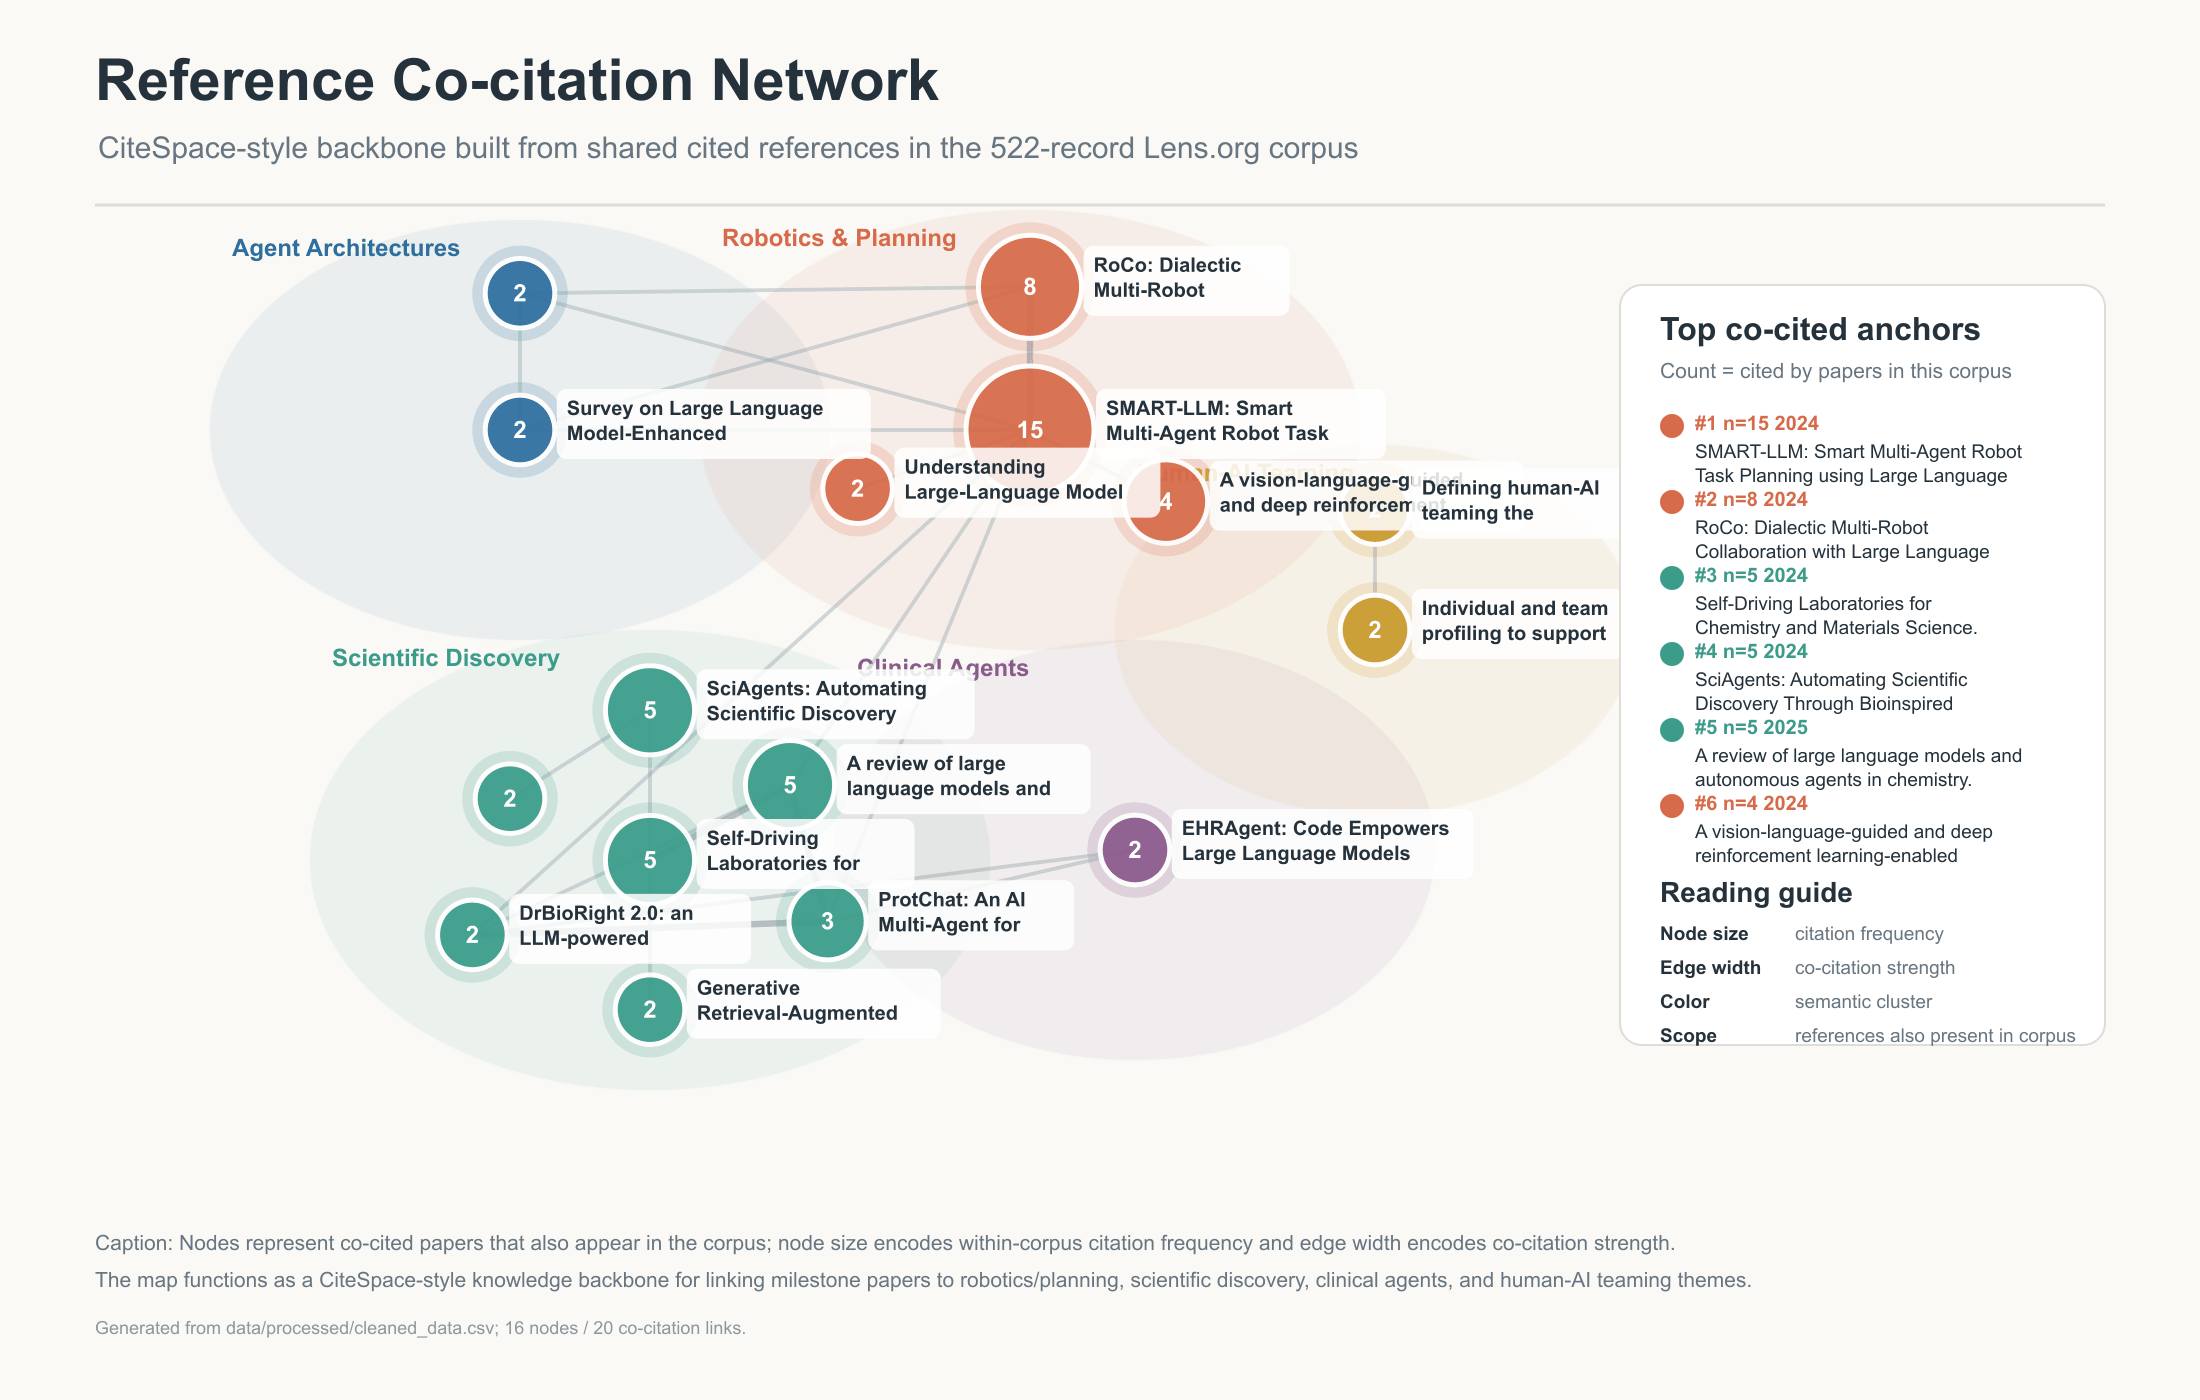 Reference Co-citation Network
CiteSpace-style backbone built from shared cited references in the 522-record Lens.org corpus
Agent Architectures
Robotics & Planning
2
8
RoCo: Dialectic
Multi-Robot
2
Survey on Large Language
Model-Enhanced
15
SMART-LLM: Smart
Multi-Agent Robot Task
2
Understanding
Large-Language Model
AI Teaming
4
A vision-language-guided
and deep reinforcement
Defining human-AI
teaming the
2
Individual and team
profiling to support
Scientific Discovery
Clinical Agents
5
SciAgents: Automating
Scientific Discovery
2
5
A review of large
language models and
5
Self-Driving
Laboratories for
2
EHRAgent: Code Empowers
Large Language Models
2
DrBioRight 2.0: an
LLM-powered
3
ProtChat: An AI
Multi-Agent for
2
Generative
Retrieval-Augmented
Top co-cited anchors
Count = cited by papers in this corpus
#1 n=15 2024
SMART-LLM: Smart Multi-Agent Robot
Task Planning using Large Language
#2 n=8 2024
RoCo: Dialectic Multi-Robot
Collaboration with Large Language
#3 n=5 2024
Self-Driving Laboratories for
Chemistry and Materials Science.
#4 n=5 2024
SciAgents: Automating Scientific
Discovery Through Bioinspired
#5 n=5 2025
A review of large language models and
autonomous agents in chemistry.
#6 n=4 2024
A vision-language-guided and deep
reinforcement learning-enabled
Reading guide
Node size citation frequency
Edge width co-citation strength
Color semantic cluster
Scope references also present in corpus
Caption: Nodes represent co-cited papers that also appear in the corpus; node size encodes within-corpus citation frequency and edge width encodes co-citation strength.
The map functions as a CiteSpace-style knowledge backbone for linking milestone papers to robotics/planning, scientific discovery, clinical agents, and human-AI teaming themes.
Generated from data/processed/cleaned_data.csv; 16 nodes / 20 co-citation links.